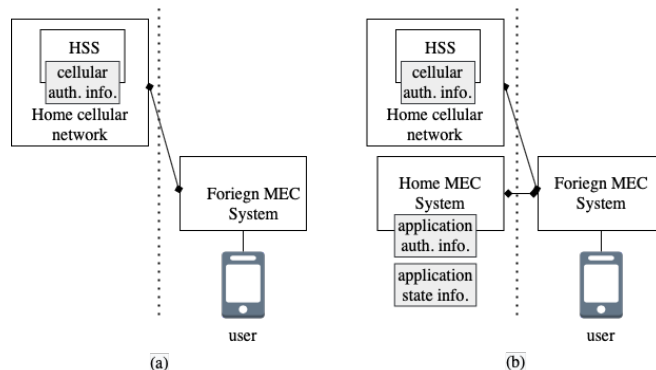 HSS
cellular
auth. info.
Home cellular
network
Foriegn MEC
System
user
(a)
HSS
cellular
auth. info.
Home cellular
network
Home MEC
System
application
auth. info.
application
state info.
Foriegn MEC
System
user
(b)